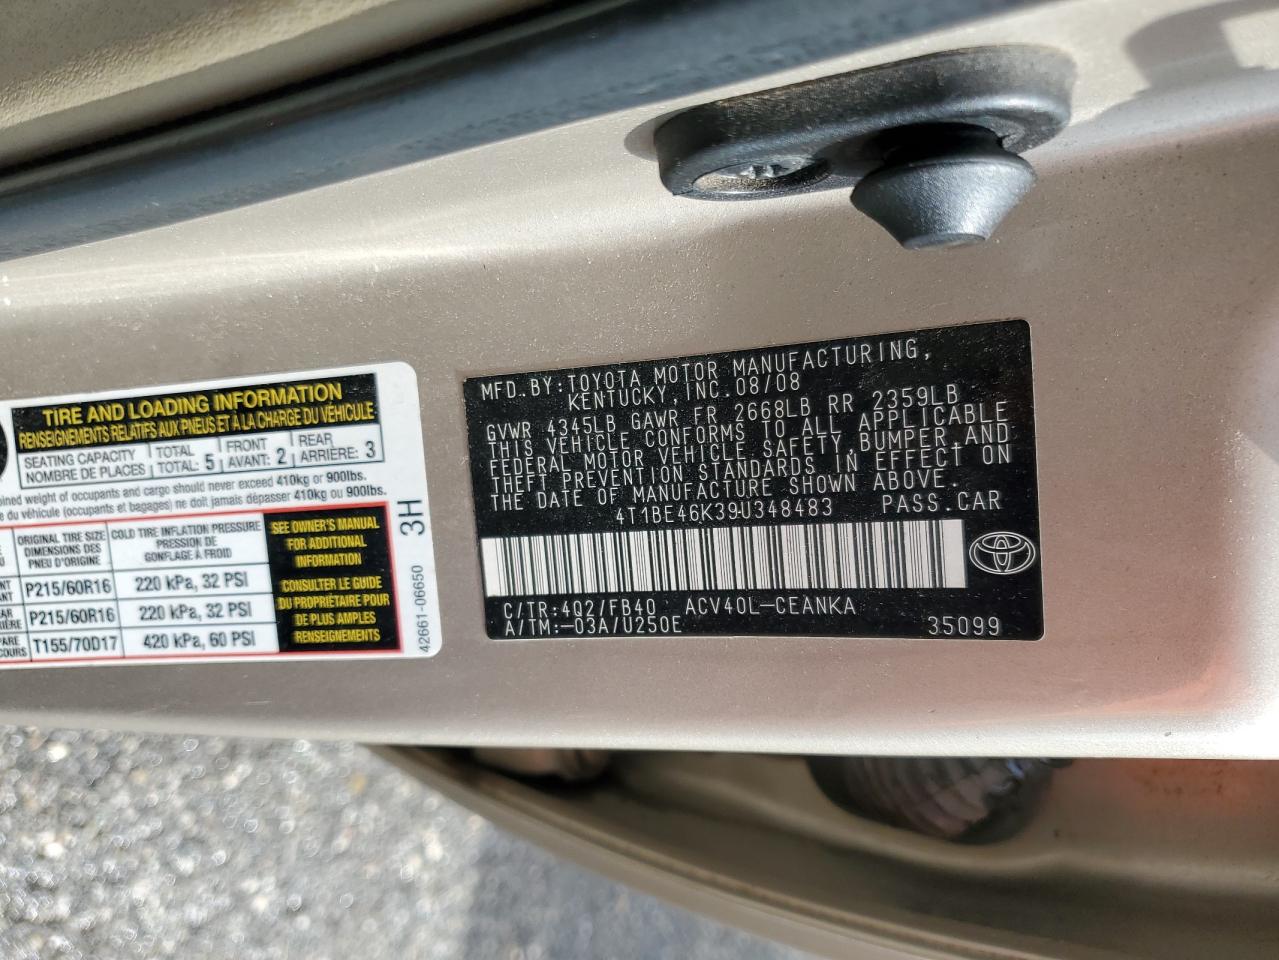 TIRE AND LOADING INFORMATION
RENSEIGNEMENTS RELATIFS AUX PNEUS ET À LA CHARGE DU VÉHICULE
SEATING CAPACITY TOTAL FRONT 2 REAR 3
NOMBRE DE PLACES TOTAL: 5 AVANT: ARRIÈRE:
of occupants and cargo should never exceed 410kg or 900lbs.
du véhicule (occupants et bagages) ne doit jamais dépasser 410kg ou 900lbs.
ORIGINAL TIRE SIZE COLD TIRE INFLATION PRESSURE
DIMENSIONS DES PRESSION DE
PNEU D'ORIGINE GONFLAGE À FROID
P215/60R16 220 kPa, 32 PSI
P215/60R16 220 kPa, 32 PSI
T155/70D17 420 kPa, 60 PSI
SEE OWNER'S MANUAL
FOR ADDITIONAL
INFORMATION
CONSULTER LE GUIDE
DU PROPRIÉTAIRE POUR
DE PLUS AMPLES
RENSEIGNEMENTS
3H
42661-06650
MFD.BY:TOYOTA MOTOR MANUFACTURING,
KENTUCKY,INC.08/08
GVWR 4345LB GAWR FR 2668LB RR 2359LB
THIS VEHICLE CONFORMS TO ALL APPLICABLE
FEDERAL MOTOR VEHICLE SAFETY,BUMPER,AND
THEFT PREVENTION STANDARDS IN EFFECT ON
THE DATE OF MANUFACTURE SHOWN ABOVE.
4T1BE46K39U348483 PASS.CAR
C/TR:4Q2/FB40 ACV40L-CEANKA
A/TM:-03A/U250E 35099